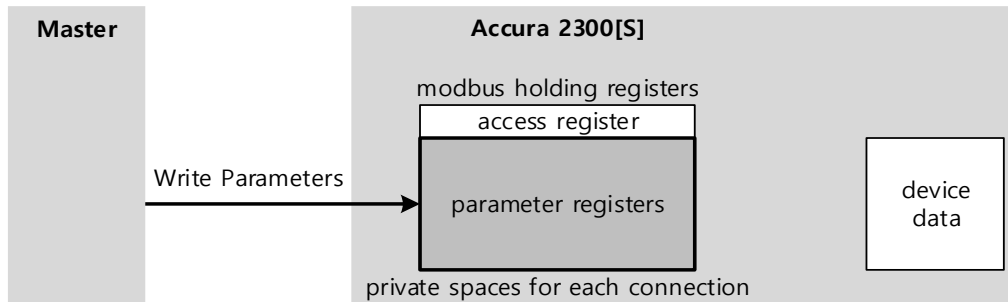 Master
Accura 2300[S]
modbus holding registers
access register
Write Parameters
parameter registers
device
data
private spaces for each connection